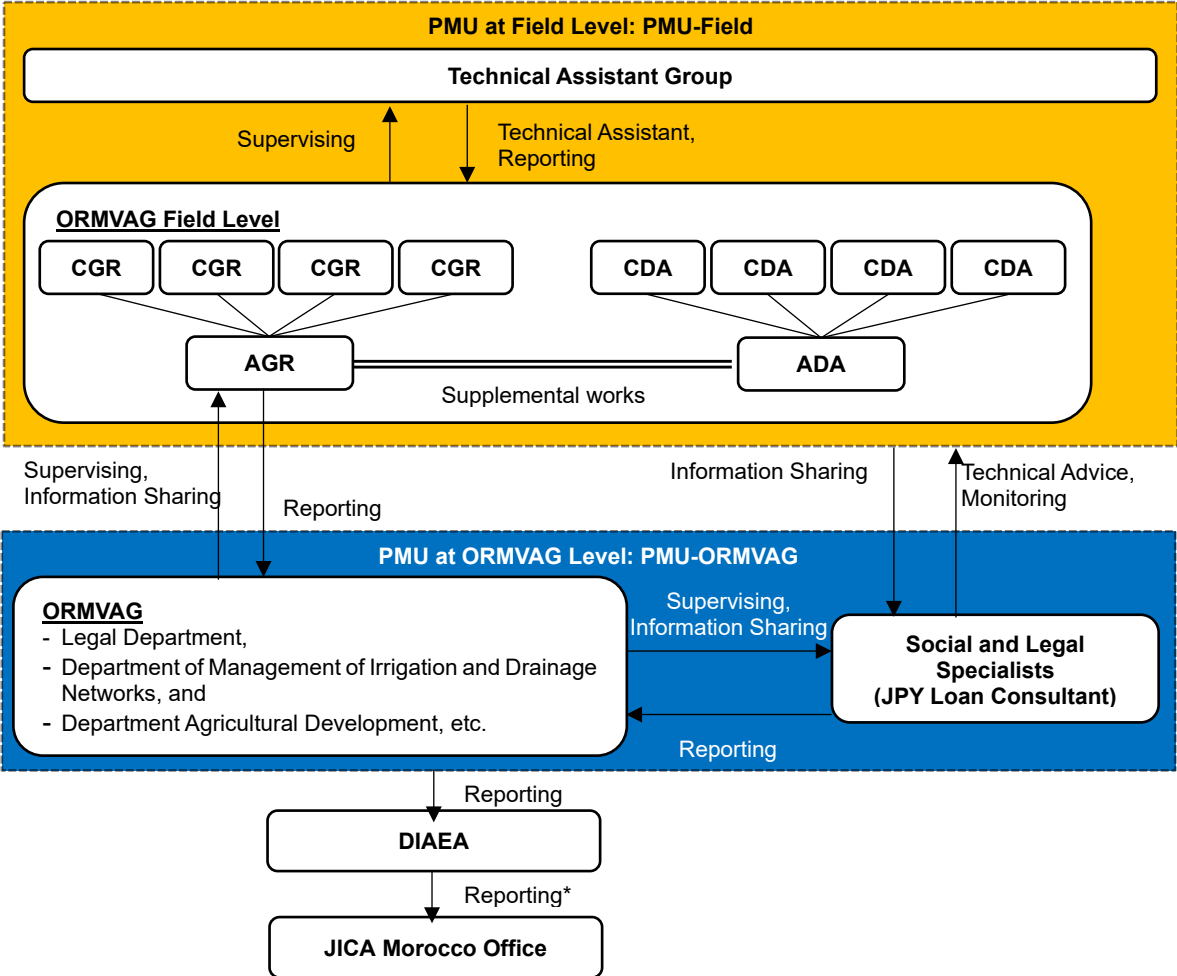 PMU at Field Level: PMU-Field
Technical Assistant Group
Supervising
Technical Assistant,
Reporting
ORMVAG Field Level
CGR
CGR
CGR
CGR
CDA
CDA
CDA
CDA
AGR
ADA
Supplemental works
Supervising,
Information Sharing
Reporting
Information Sharing
Technical Advice,
Monitoring
PMU at ORMVAG Level: PMU-ORMVAG
ORMVAG
- Legal Department,
- Department of Management of Irrigation and Drainage
Networks, and
- Department Agricultural Development, etc.
Supervising,
Information Sharing
Social and Legal
Specialists
(JPY Loan Consultant)
Reporting
Reporting
DIAEA
Reporting*
JICA Morocco Office